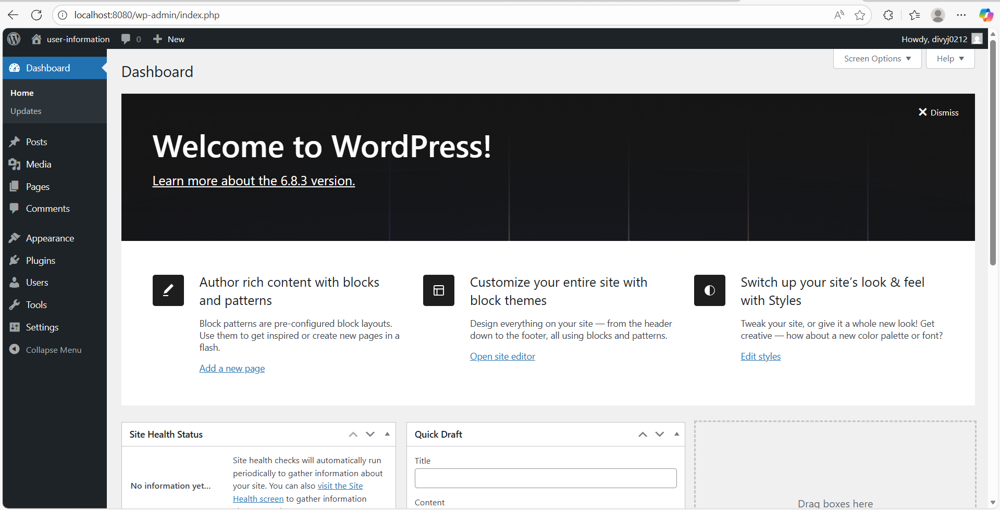 localhost:8080/wp-admin/index.php
user-information
0
New
Howdy, divyj0212
Dashboard
Home
Updates
Posts
Media
Pages
Comments
Appearance
Plugins
Users
Tools
Settings
Collapse Menu
Screen Options
Help
Dashboard
Dismiss
Welcome to WordPress!
Learn more about the 6.8.3 version.
Author rich content with blocks
and patterns
Block patterns are pre-configured block layouts.
Use them to get inspired or create new pages in a
flash.
Add a new page
Customize your entire site with
block themes
Design everything on your site — from the header
down to the footer, all using blocks and patterns.
Open site editor
Switch up your site’s look & feel
with Styles
Tweak your site, or give it a whole new look! Get
creative — how about a new color palette or font?
Edit styles
Site Health Status
No information yet...
Site health checks will automatically run
periodically to gather information about
your site. You can also visit the Site
Health screen to gather information
Quick Draft
Title
Content
Drag boxes here